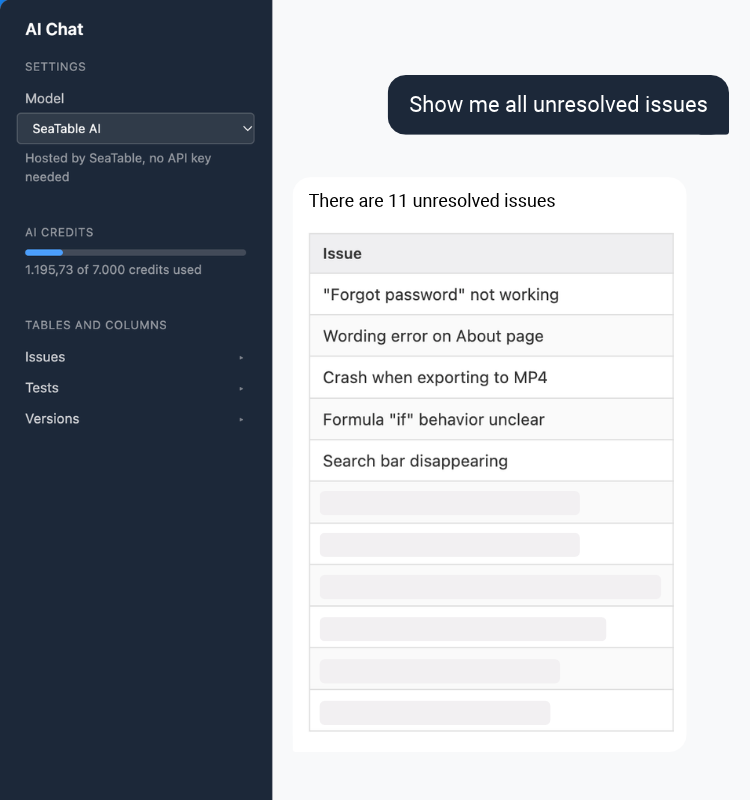 AI Chat
SETTINGS
Model
SeaTable AI
Hosted by SeaTable, no API key
needed
AI CREDITS
1.195,73 of 7.000 credits used
TABLES AND COLUMNS
Issues
Tests
Versions
Show me all unresolved issues
There are 11 unresolved issues
Issue
"Forgot password" not working
Wording error on About page
Crash when exporting to MP4
Formula "if" behavior unclear
Search bar disappearing